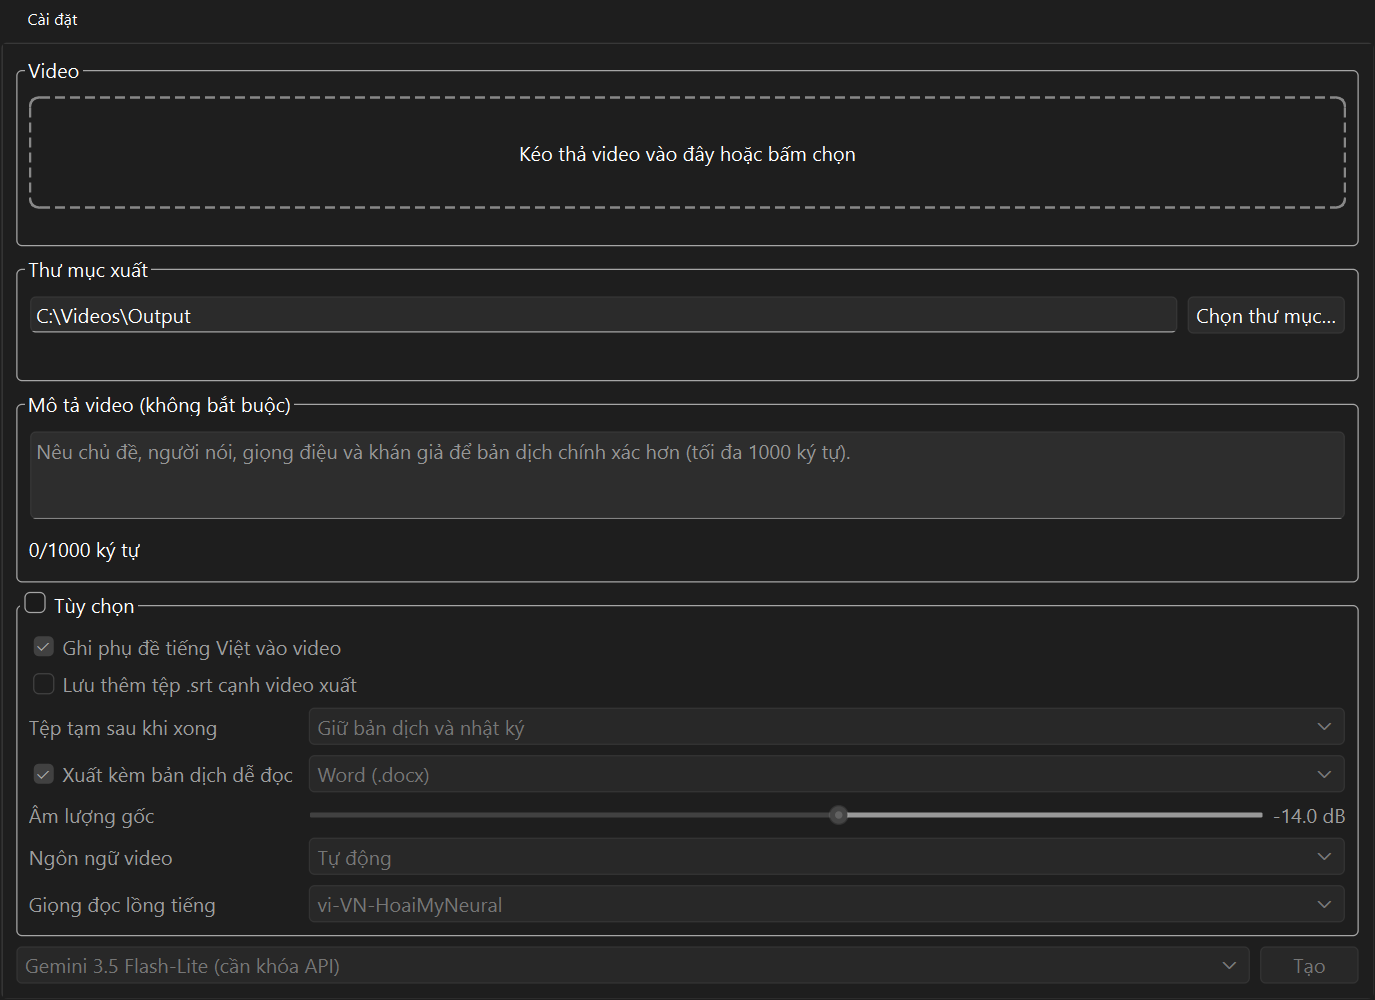 Cài đặt
Video
Kéo thả video vào đây hoặc bấm chọn
Thư mục xuất
C:\Videos\Output
Chọn thư mục...
Mô tả video (không bắt buộc)
Nêu chủ đề, người nói, giọng điệu và khán giả để bản dịch chính xác hơn (tối đa 1000 ký tự).
0/1000 ký tự
Tùy chọn
Ghi phụ đề tiếng Việt vào video
Lưu thêm tệp .srt cạnh video xuất
Tệp tạm sau khi xong
Giữ bản dịch và nhật ký
Xuất kèm bản dịch dễ đọc
Word (.docx)
Âm lượng gốc
-14.0 dB
Ngôn ngữ video
Tự động
Giọng đọc lồng tiếng
vi-VN-HoaiMyNeural
Gemini 3.5 Flash-Lite (cần khóa API)
Tạo